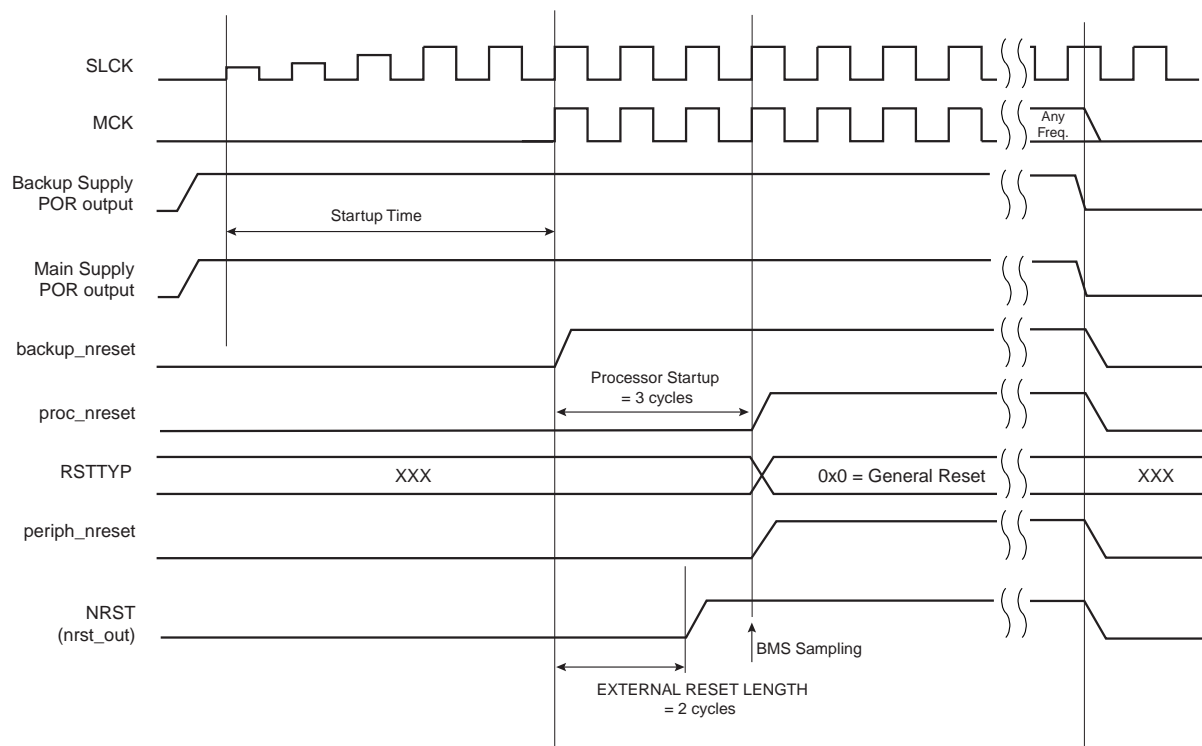 SLCK
MCK
Any
Freq.
Backup Supply
POR output
Startup Time
Main Supply
POR output
backup_nreset
Processor Startup
= 3 cycles
proc_nreset
RSTTYP
XXX
0x0 = General Reset
XXX
periph_nreset
NRST
(nrst_out)
BMS Sampling
EXTERNAL RESET LENGTH
= 2 cycles